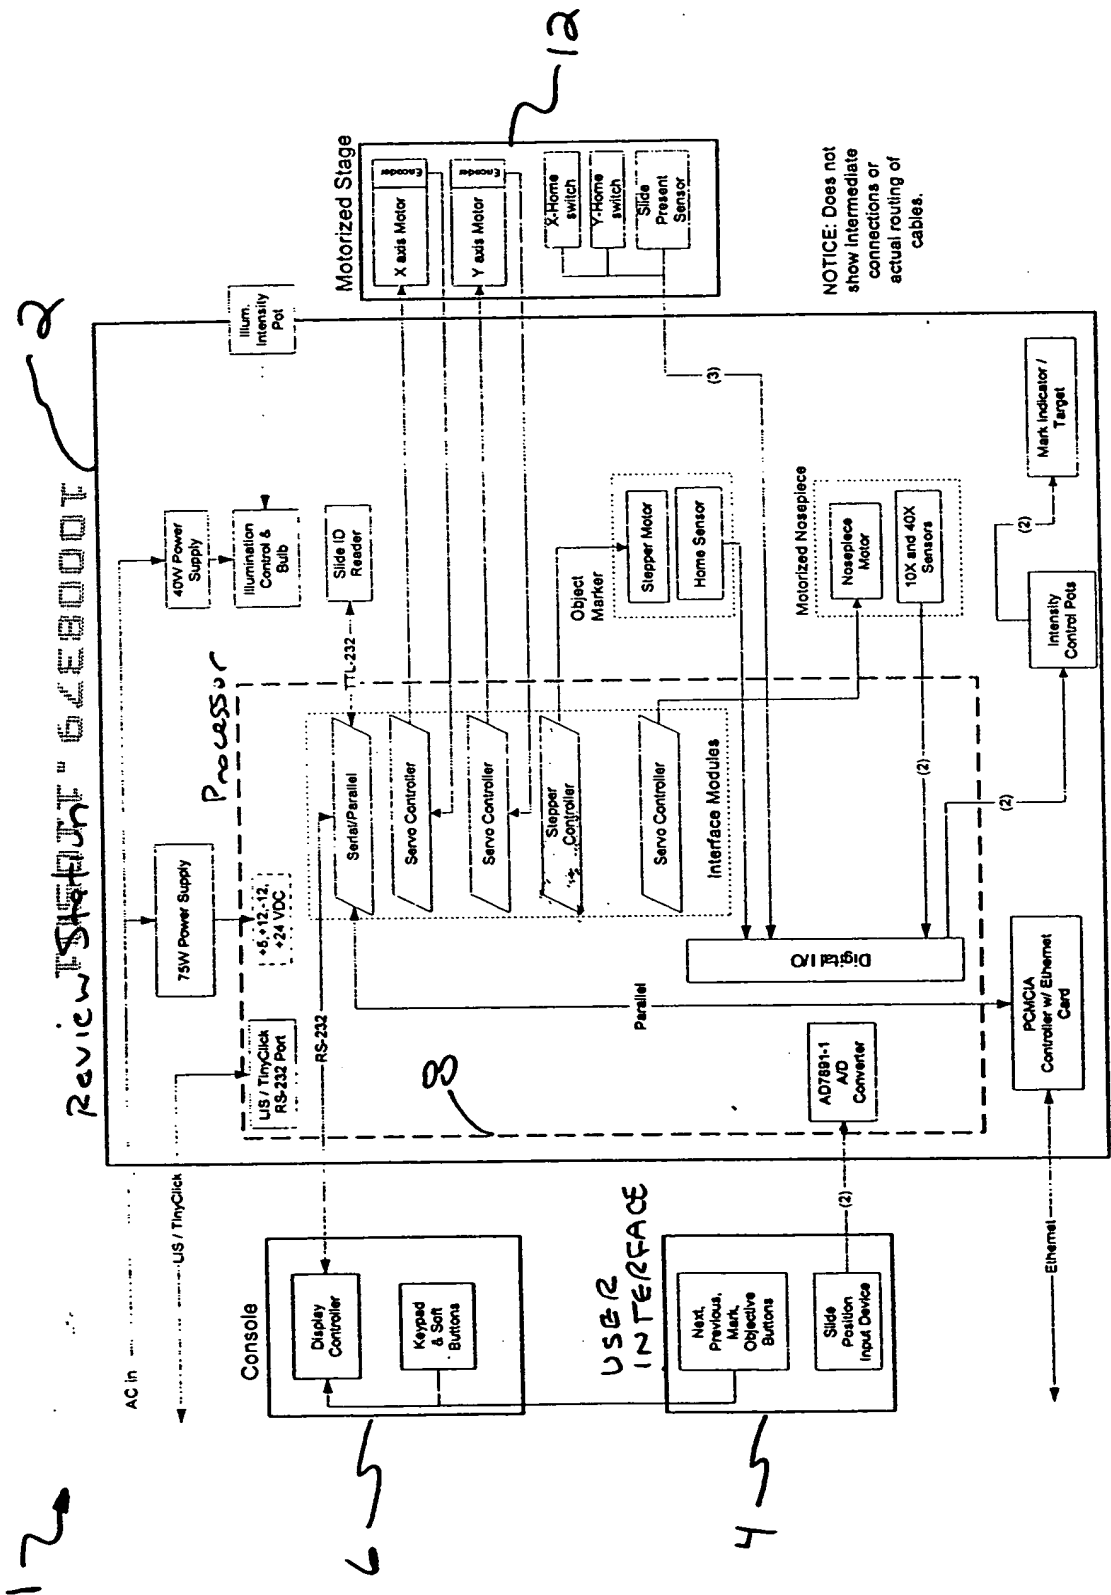 1
Review Station
2
AC in
LIS / TinyClick
75W Power Supply
40W Power
Supply
Illumination
Control &
Bulb
Illum.
Intensity
Pot
Processor
LIS / TinyClick
RS-232 Port
+5,+12,-12,
+24 VDC
Slide ID
Reader
TTL-232
RS-232
Console
Display
Controller
Keypad
& Soft
Buttons
6
Serial/Parallel
Servo Controller
Servo Controller
Stepper
Controller
Servo Controller
Interface Modules
Motorized Stage
X axis Motor
Encoder
Y axis Motor
Encoder
X-Home
switch
Y-Home
switch
Slide
Present
Sensor
12
8
Parallel
Digital I/O
Object
Marker
Stepper Motor
Home Sensor
(3)
Motorized Nosepiece
Nosepiece
Motor
10X and 40X
Sensors
(2)
USER
INTERFACE
Next,
Previous,
Mark,
Objective
Buttons
Slide
Position
Input Device
4
(2)
AD7891-1
A/D
Converter
PCMCIA
Controller w/ Ethernet
Card
Ethernet
(2)
Intensity
Control Pots
(2)
Mark Indicator /
Target
NOTICE: Does not
show intermediate
connections or
actual routing of
cables.